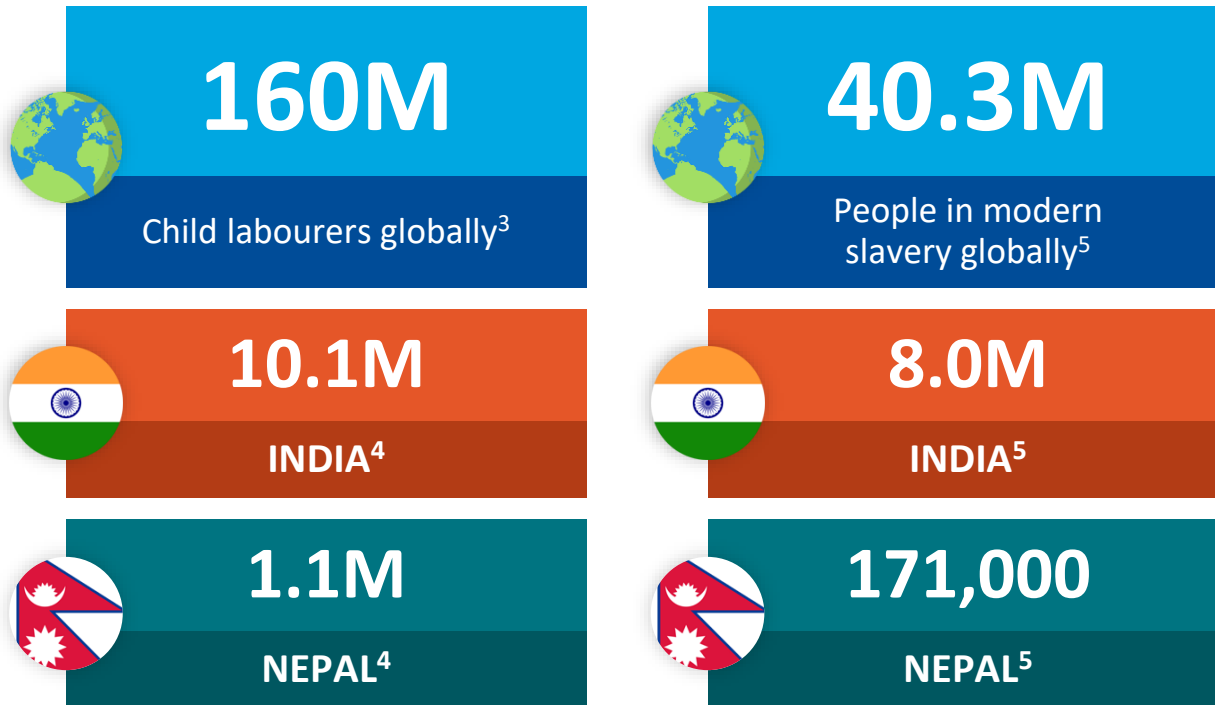 160M
Child labourers globally³
40.3M
People in modern
slavery globally⁵
10.1M
INDIA⁴
8.0M
INDIA⁵
1.1M
NEPAL⁴
171,000
NEPAL⁵